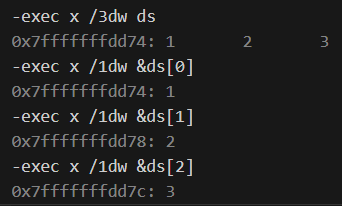 -exec x /3dw ds
0x7fffffffdd74: 1 2 3
-exec x /1dw &ds[0]
0x7fffffffdd74: 1
-exec x /1dw &ds[1]
0x7fffffffdd78: 2
-exec x /1dw &ds[2]
0x7fffffffdd7c: 3